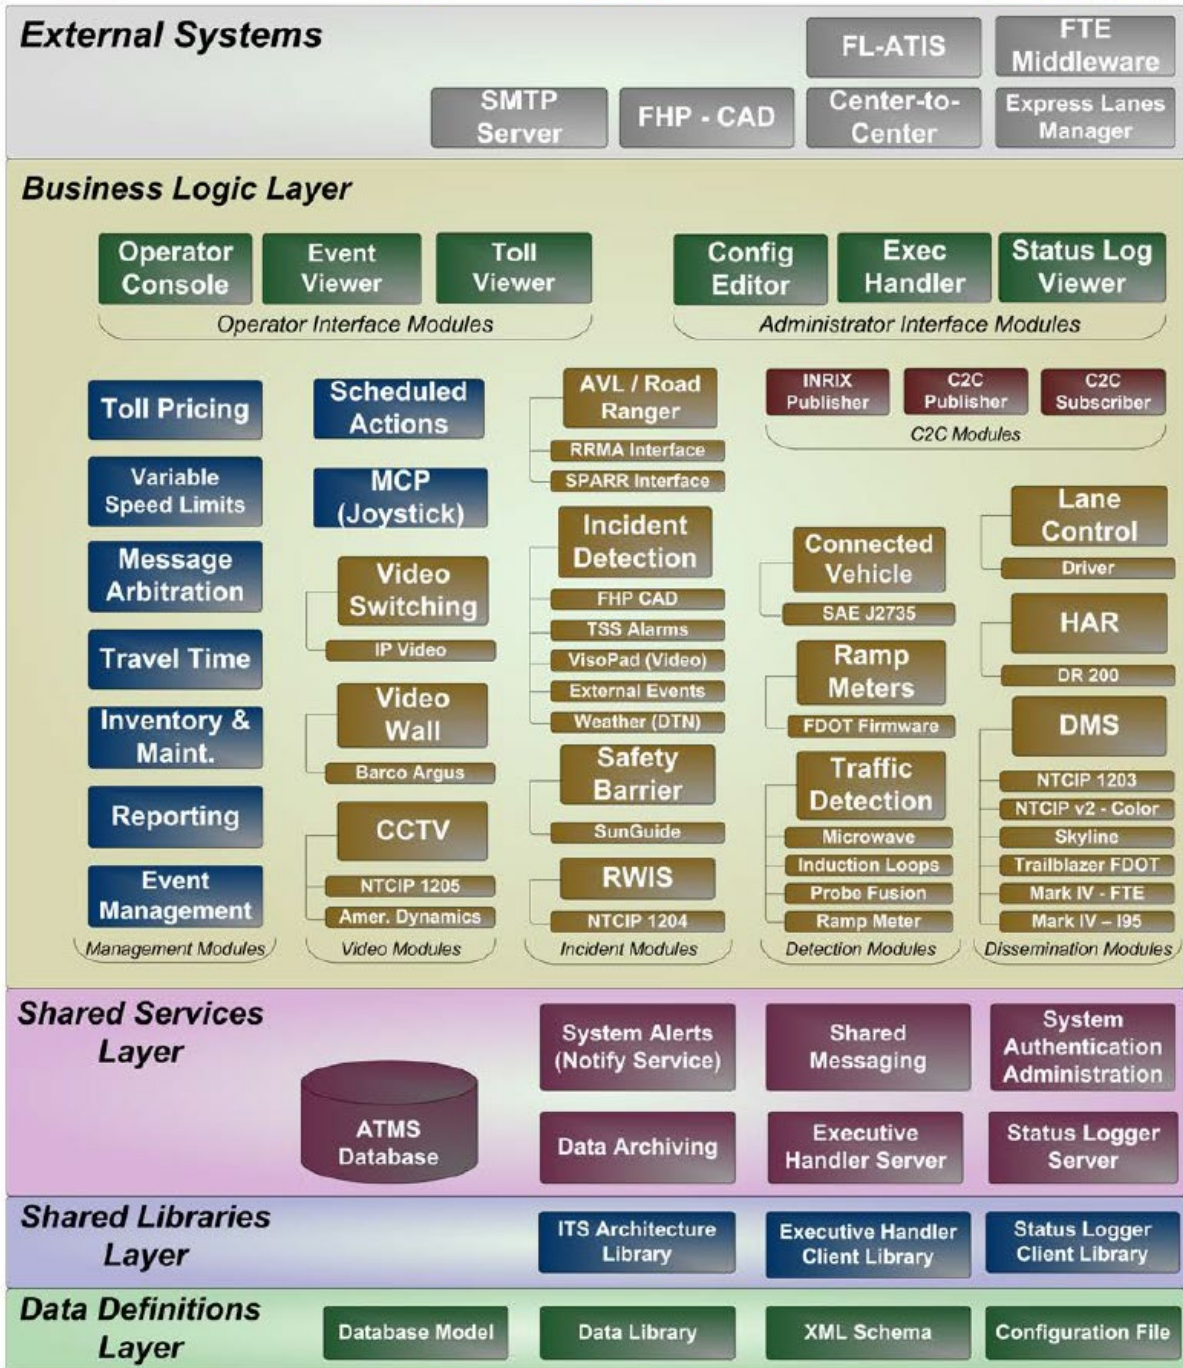 External Systems
FL-ATIS
FTE
Middleware
SMTP
Server
FHP - CAD
Center-to-
Center
Express Lanes
Manager
Business Logic Layer
Operator
Console
Event
Viewer
Toll
Viewer
Operator Interface Modules
Config
Editor
Exec
Handler
Status Log
Viewer
Administrator Interface Modules
Toll Pricing
Variable
Speed Limits
Message
Arbitration
Travel Time
Inventory &
Maint.
Reporting
Event
Management
Management Modules
Scheduled
Actions
MCP
(Joystick)
Video
Switching
IP Video
Video
Wall
Barco Argus
CCTV
NTCIP 1205
Amer. Dynamics
Video Modules
AVL / Road
Ranger
RRMA Interface
SPARR Interface
Incident
Detection
FHP CAD
TSS Alarms
VisoPad (Video)
External Events
Weather (DTN)
Safety
Barrier
SunGuide
RWIS
NTCIP 1204
Incident Modules
INRIX
Publisher
C2C
Publisher
C2C
Subscriber
C2C Modules
Connected
Vehicle
SAE J2735
Ramp
Meters
FDOT Firmware
Traffic
Detection
Microwave
Induction Loops
Probe Fusion
Ramp Meter
Detection Modules
Lane
Control
Driver
HAR
DR 200
DMS
NTCIP 1203
NTCIP v2 - Color
Skyline
Trailblazer FDOT
Mark IV - FTE
Mark IV – I95
Dissemination Modules
Shared Services
Layer
ATMS
Database
System Alerts
(Notify Service)
Shared
Messaging
System
Authentication
Administration
Data Archiving
Executive
Handler Server
Status Logger
Server
Shared Libraries
Layer
ITS Architecture
Library
Executive Handler
Client Library
Status Logger
Client Library
Data Definitions
Layer
Database Model
Data Library
XML Schema
Configuration File